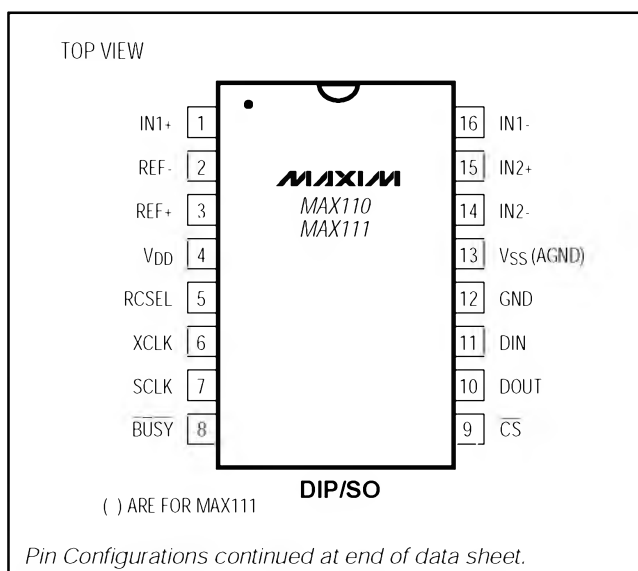 TOP VIEW
IN1+ 1
REF- 2
REF+ 3
VDD 4
RCSEL 5
XCLK 6
SCLK 7
BUSY 8
MAXIM
MAX110
MAX111
16 IN1-
15 IN2+
14 IN2-
13 VSS (AGND)
12 GND
11 DIN
10 DOUT
9 CS
DIP/SO
( ) ARE FOR MAX111
Pin Configurations continued at end of data sheet.